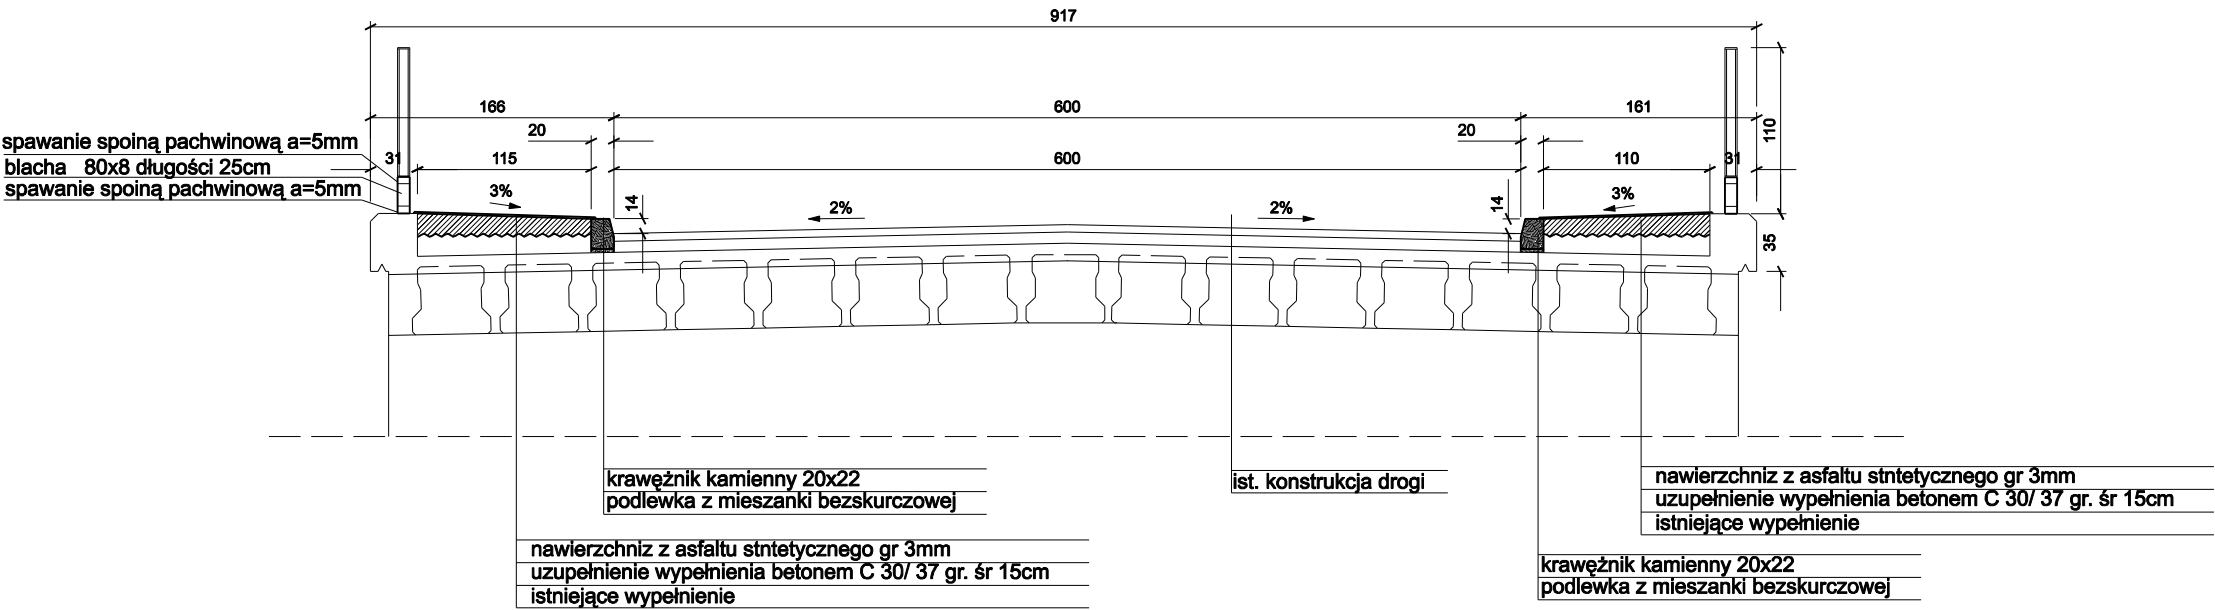 917
166
600
161
20
20
110
spawanie spoiną pachwinową a=5mm
31
115
600
110
31
blacha 80x8 długości 25cm
spawanie spoiną pachwinową a=5mm
3%
14
2%
2%
14
3%
35
krawężnik kamienny 20x22
podlewka z mieszanki bezskurczowej
ist. konstrukcja drogi
nawierzchniz z asfaltu stntetycznego gr 3mm
uzupełnienie wypełnienia betonem C 30/ 37 gr. śr 15cm
istniejące wypełnienie
nawierzchniz z asfaltu stntetycznego gr 3mm
uzupełnienie wypełnienia betonem C 30/ 37 gr. śr 15cm
istniejące wypełnienie
krawężnik kamienny 20x22
podlewka z mieszanki bezskurczowej